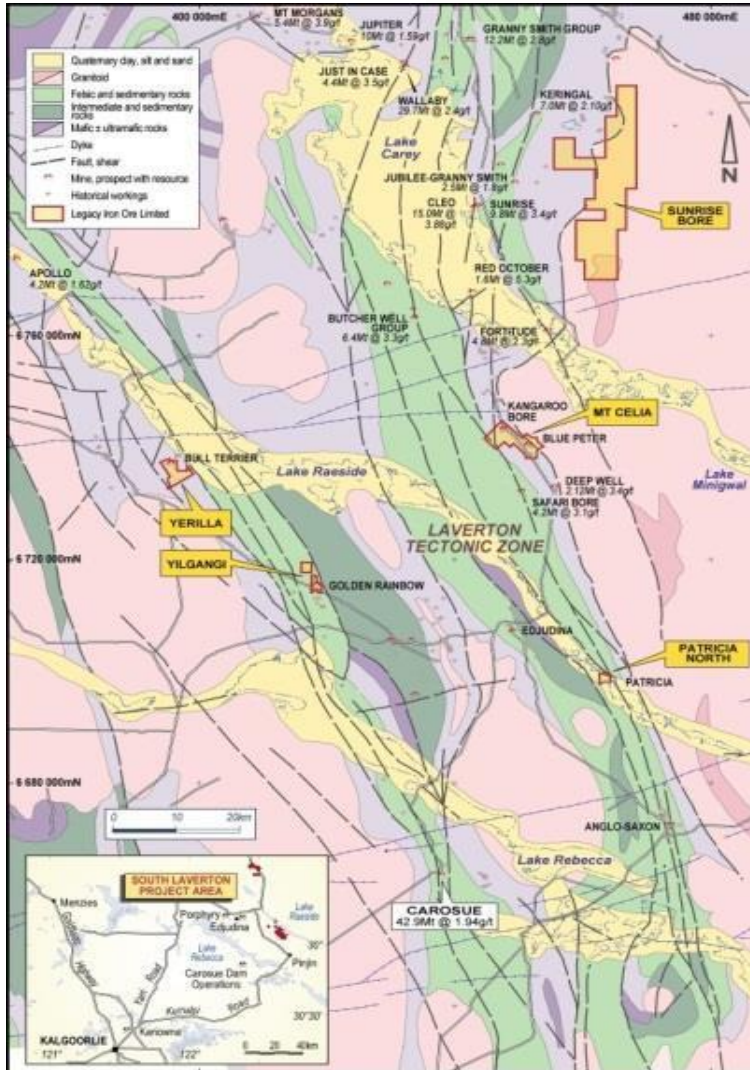 400 000mE
480 000mE
MT MORGANS
5.4Mt @ 3.9g/t
JUPITER
10Mt @ 1.59g/t
GRANNY SMITH GROUP
12.2Mt @ 2.8g/t
Quaternary clay, silt and sand
Granitoid
Felsic and sedimentary rocks
Intermediate and sedimentary
rocks
Mafic ± ultramafic rocks
Dyke
Fault, shear
Mine, prospect with resource
Historical workings
Legacy Iron Ore Limited
JUST IN CASE
4.4Mt @ 3.5g/t
WALLABY
29.7Mt @ 2.4g/t
KERINGAL
7.0Mt @ 2.10g/t
Lake
Carey
N
JUBILEE-GRANNY SMITH
2.5Mt @ 1.8g/t
CLEO
15.0Mt @
3.86g/t
SUNRISE
9.8Mt @ 3.4g/t
SUNRISE
BORE
APOLLO
4.2Mt @ 1.62g/t
RED OCTOBER
1.6Mt @ 5.3g/t
6 760 000mN
BUTCHER WELL
GROUP
6.4Mt @ 3.3g/t
FORTITUDE
4.8Mt @ 2.3g/t
KANGAROO
BORE
MT CELIA
BLUE PETER
BULL TERRIER
Lake Raeside
Lake
Minigwal
DEEP WELL
2.12Mt @ 3.4g/t
SAFARI BORE
4.2Mt @ 3.1g/t
YERILLA
LAVERTON
TECTONIC ZONE
6 720 000mN
YILGANGI
GOLDEN RAINBOW
EDJUDINA
PATRICIA
NORTH
PATRICIA
6 680 000mN
0 10 20km
ANGLO-SAXON
Lake Rebecca
CAROSUE
42.9Mt @ 1.94g/t
SOUTH LAVERTON
PROJECT AREA
Menzies
Porphyry
Edjudina
Lake
Raeside
Goldfields
Highway
Yarri Road
Lake
Rebecca
30°
Pinjin
Carosue Dam
Operations
Kurnalpi Road
Kanowna
30°30'
KALGOORLIE
121°
122°
0 20 40km